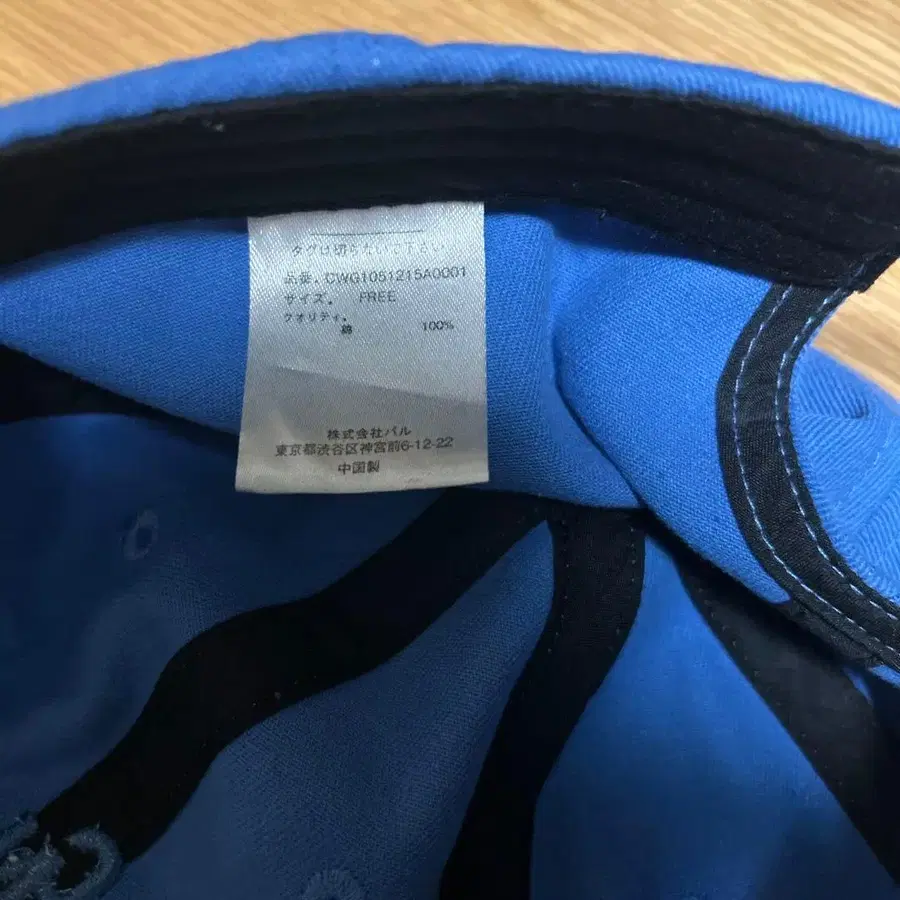 タグは切らないで下さい
品番. CWG1051215A0001
サイズ. FREE
クオリティ.
綿 100%
株式会社パル
東京都渋谷区神宮前6-12-22
中国製